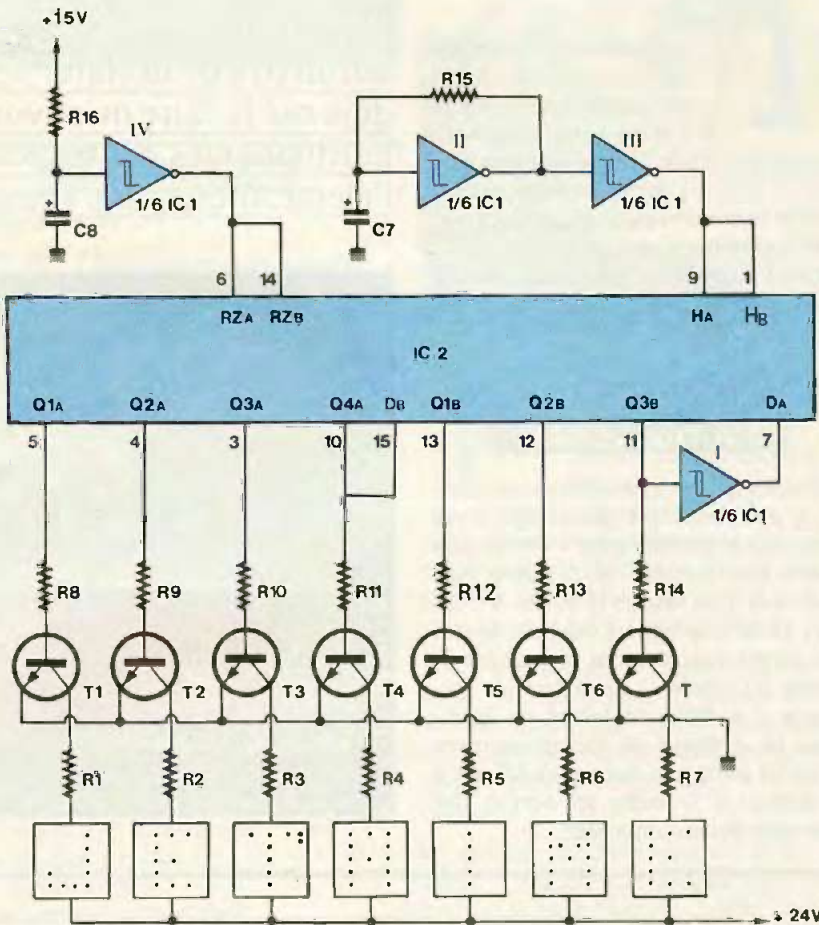 +15V
R16
IV
1/6 IC1
C8
R15
II
1/6 IC1
III
1/6 IC1
C7
6 14 9 1
RZA RZB HA HB
IC 2
Q1A Q2A Q3A Q4A DB Q1B Q2B Q3B DA
5 4 3 10 15 13 12 11 7
I
1/6 IC1
R8 R9 R10 R11 R12 R13 R14
T1 T2 T3 T4 T5 T6 T
R1 R2 R3 R4 R5 R6 R7
+ 24V